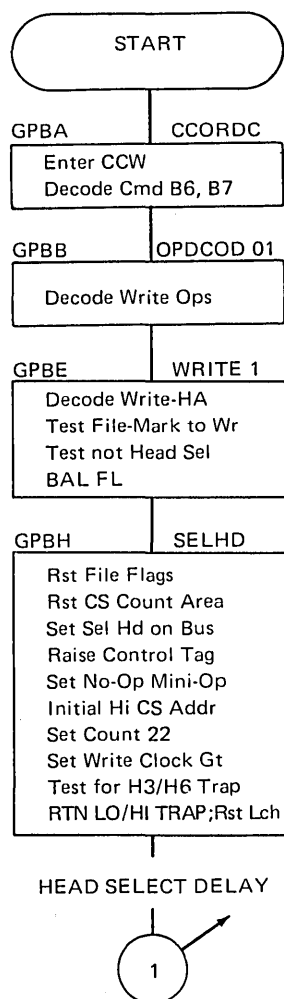 START
GPBA CCORDC
Enter CCW
Decode Cmd B6, B7
GPBB OPDCOD 01
Decode Write Ops
GPBE WRITE 1
Decode Write-HA
Test File-Mark to Wr
Test not Head Sel
BAL FL
GPBH SELHD
Rst File Flags
Rst CS Count Area
Set Sel Hd on Bus
Raise Control Tag
Set No-Op Mini-Op
Initial Hi CS Addr
Set Count 22
Set Write Clock Gt
Test for H3/H6 Trap
RTN LO/HI TRAP;Rst Lch
HEAD SELECT DELAY
1